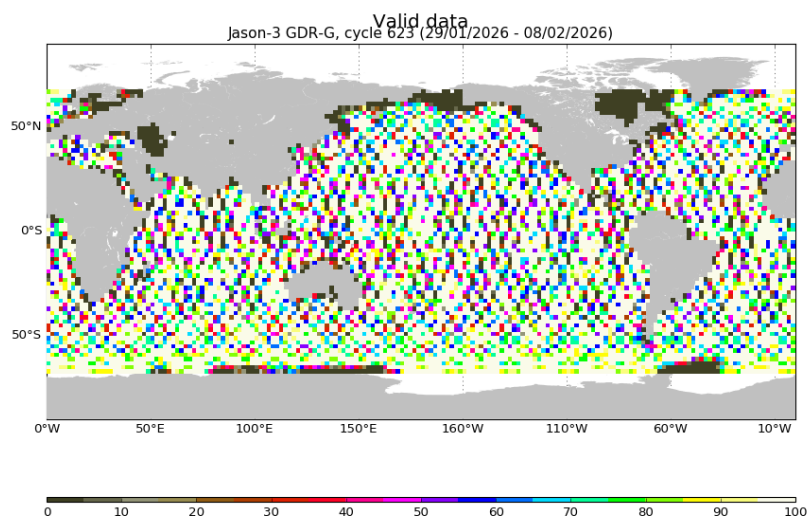 Valid data
Jason-3 GDR-G, cycle 623 (29/01/2026 - 08/02/2026)
50°N
0°S
50°S
0°W 50°E 100°E 150°E 160°W 110°W 60°W 10°W
0 10 20 30 40 50 60 70 80 90 100